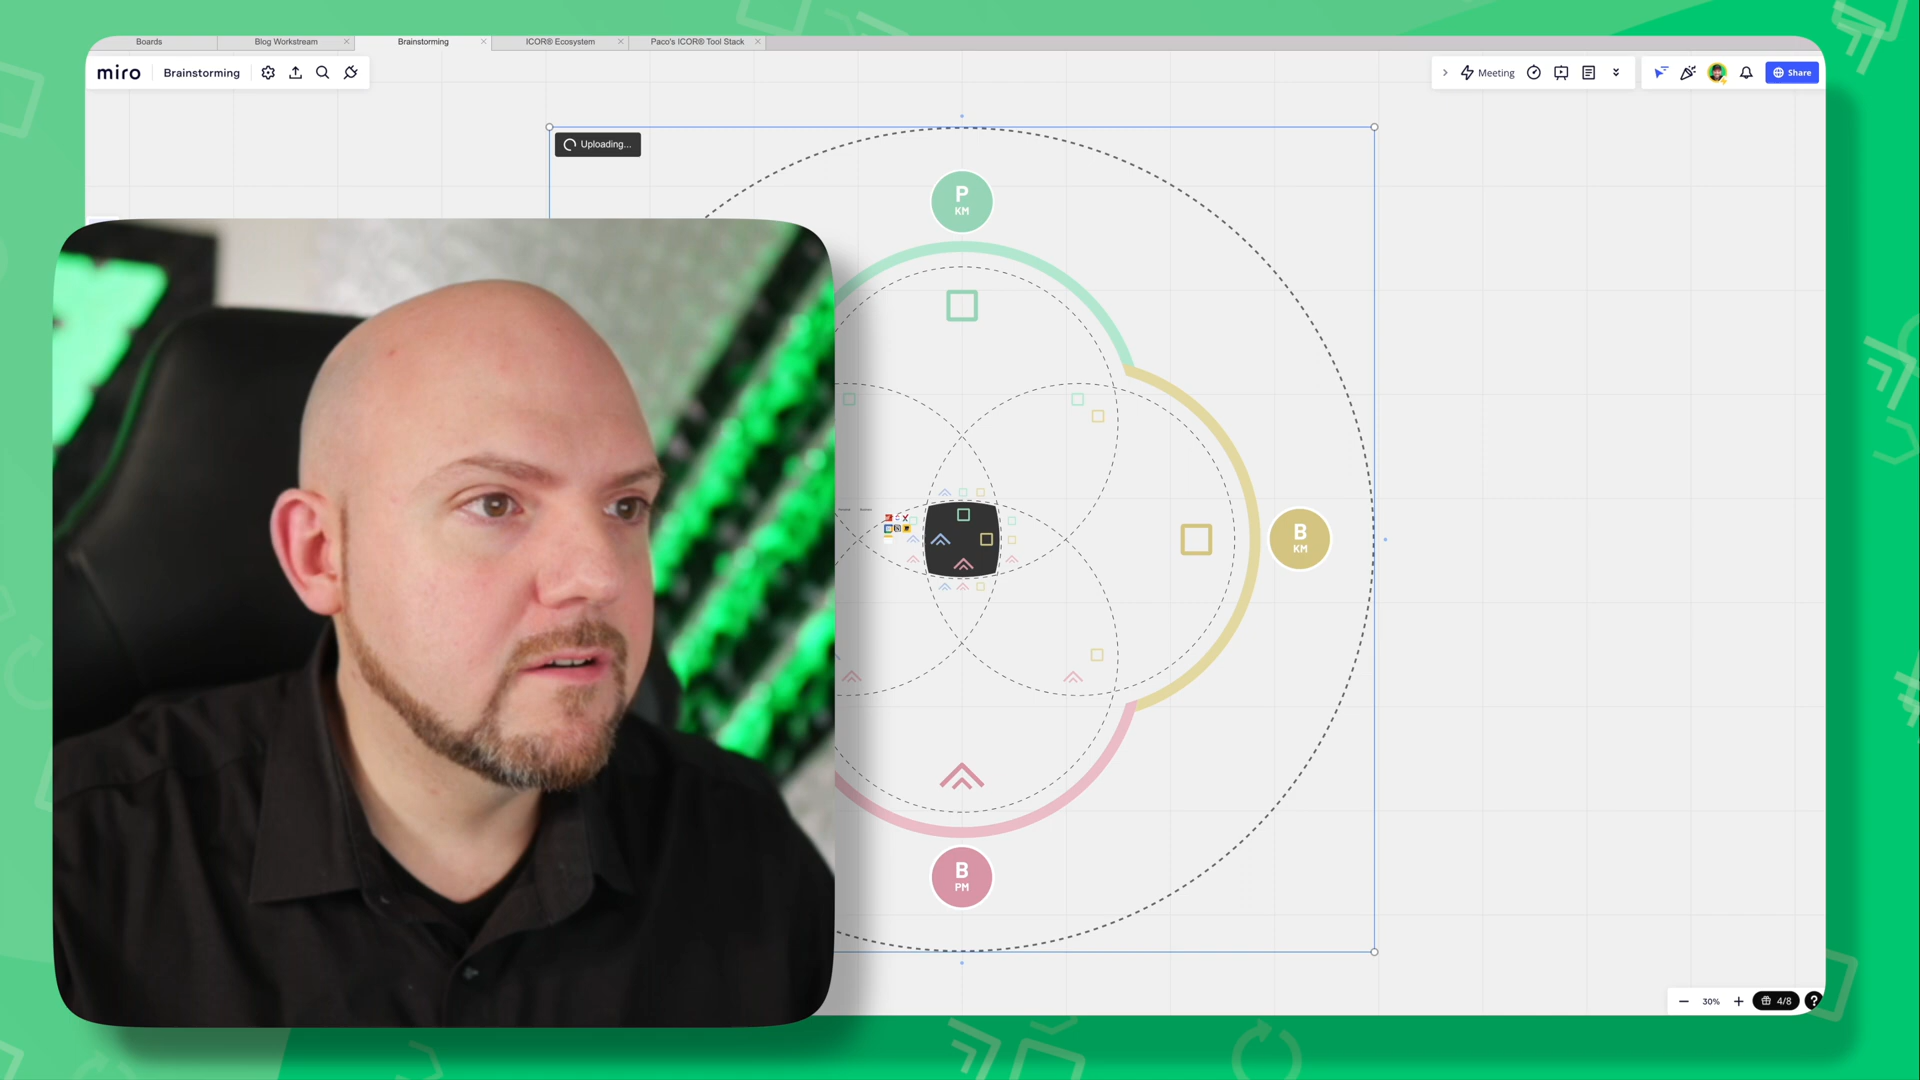 Boards
Blog Workstream
Brainstorming
ICOR® Ecosystem
Paco's ICOR® Tool Stack
miro
Brainstorming
Meeting
Share
Uploading...
P
KM
B
KM
B
PM
30%
4/8
?